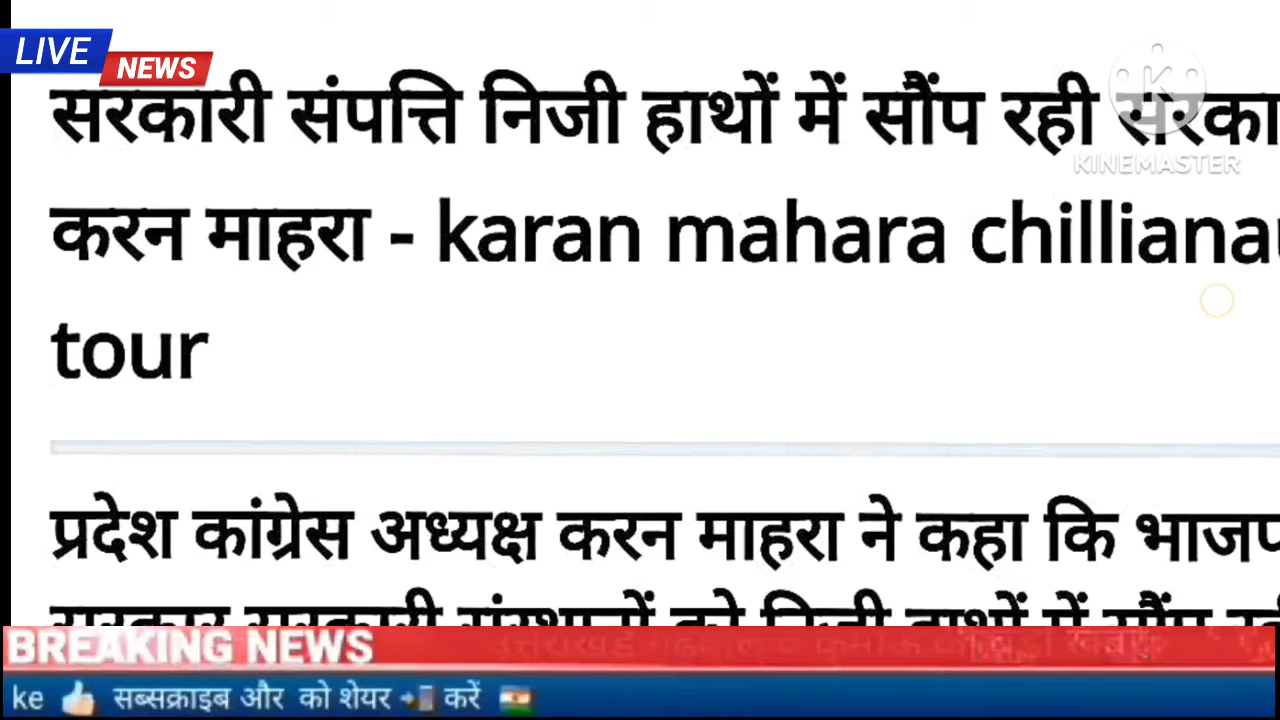 LIVE
NEWS
सरकारी संपत्ति निजी हाथों में सौंप रही
KINEMASTER
करन माहरा - karan mahara
tour
प्रदेश कांग्रेस अध्यक्ष करन माहरा ने कहा कि
BREAKING NEWS
ke 👍 सब्सक्राइब और को शेयर 📲 करें 🇮🇳